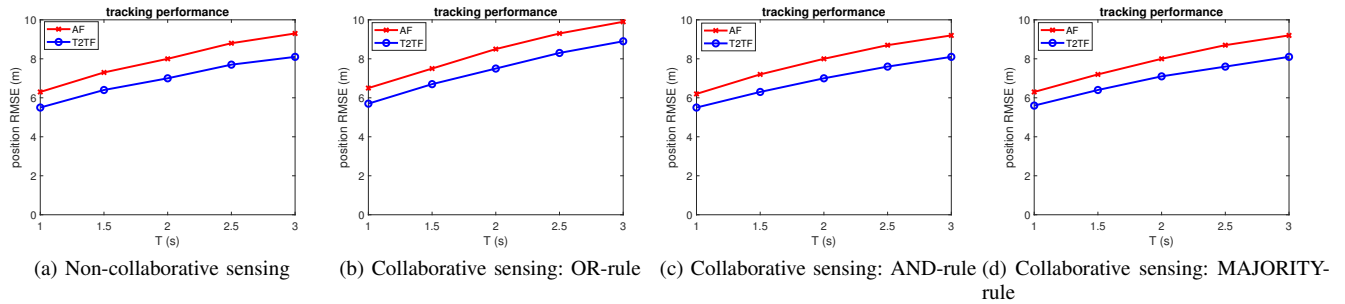 tracking performance
AF
T2TF
position RMSE (m)
10
8
6
4
2
0
1
1.5
2
2.5
3
T (s)
(a) Non-collaborative sensing
tracking performance
AF
T2TF
position RMSE (m)
10
8
6
4
2
0
1
1.5
2
2.5
3
T (s)
(b) Collaborative sensing: OR-rule
tracking performance
AF
T2TF
position RMSE (m)
10
8
6
4
2
0
1
1.5
2
2.5
3
T (s)
(c) Collaborative sensing: AND-rule
tracking performance
AF
T2TF
position RMSE (m)
10
8
6
4
2
0
1
1.5
2
2.5
3
T (s)
(d) Collaborative sensing: MAJORITY-
rule